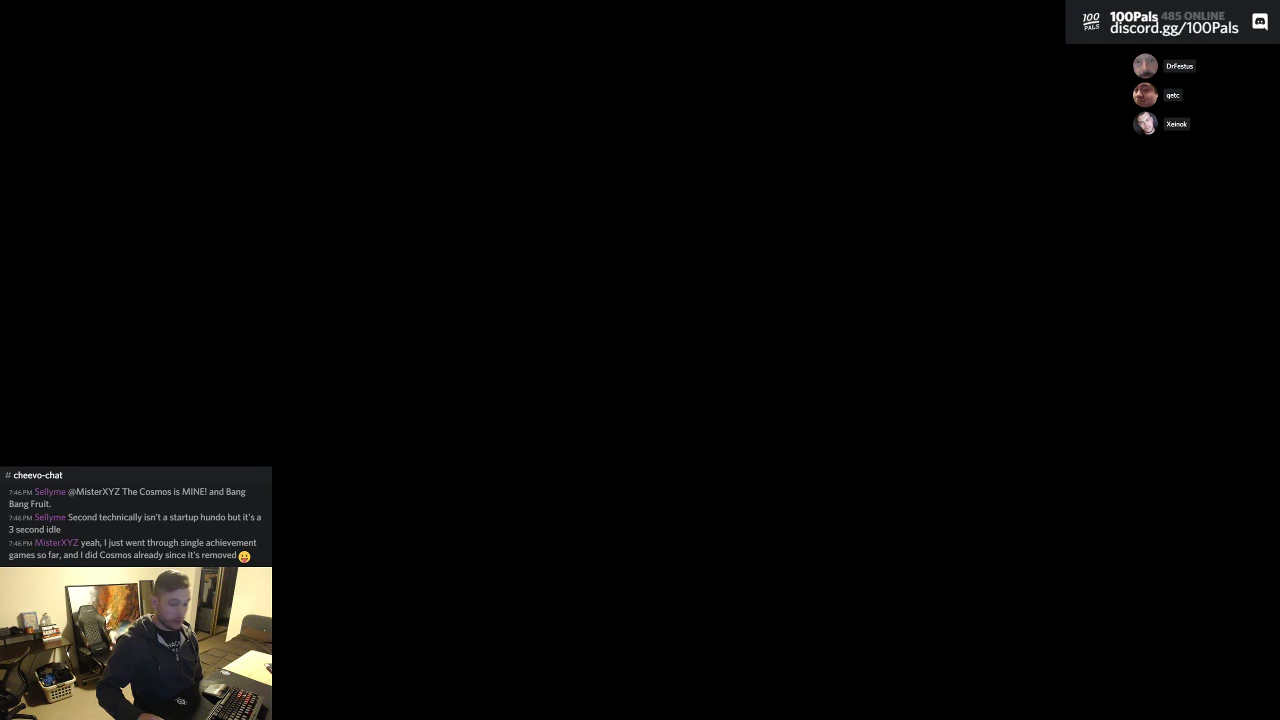 100 PALS
100Pals 485 ONLINE
discord.gg/100Pals
DrFestus
qetc
Xeinok
# cheevo-chat
7:46 PM Sellyme @MisterXYZ The Cosmos is MINE! and Bang
Bang Fruit.
7:46 PM Sellyme Second technically isn't a startup hundo but it's a
3 second idle
7:46 PM MisterXYZ yeah, I just went through single achievement
games so far, and I did Cosmos already since it's removed 😛